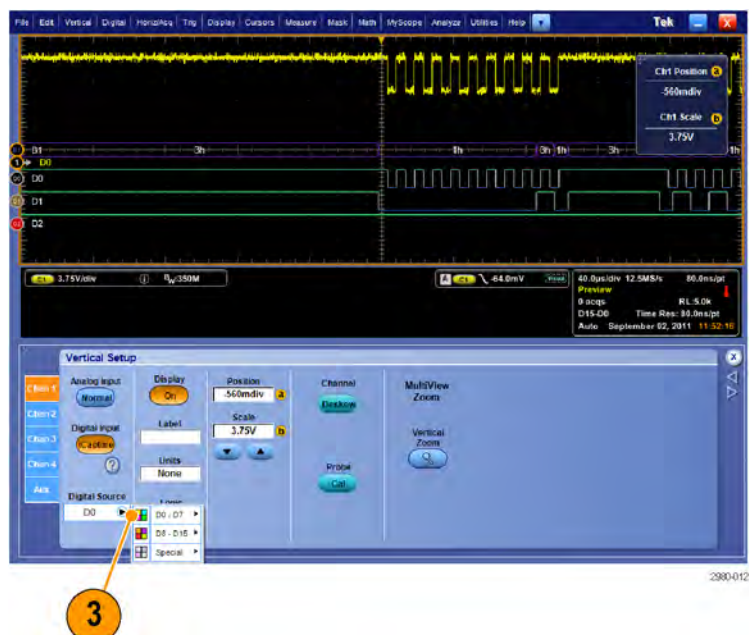 File Edit Vertical Digital Horiz/Acq Trig Display Cursors Measure Mask Math MyScope Analyze Utilities Help Tek
Ch1 Position a
-560mdiv
Ch1 Scale b
3.75V
B1 3h 1h 3h 1h 3h 1h
1 D0
D0
D1
D2
C1 3.75V/div BW:350M
A C1 -64.0mV
40.0µs/div 12.5MS/s 80.0ns/pt
Preview
0 acqs RL:5.0k
D15-D0 Time Res: 80.0ns/pt
Auto September 02, 2011 11:52:16
Vertical Setup x
Chan 1
Chan 2
Chan 3
Chan 4
Aux
Analog Input
Normal
Digital Input
iCapture
?
Digital Source
D0
Display
On
Label
Units
None
Position
-560mdiv a
Scale
3.75V b
Channel
Deskew
Probe
Cal
MultiView
Zoom
Vertical
Zoom
D0 - D7
D8 - D15
Special
2980-012
3